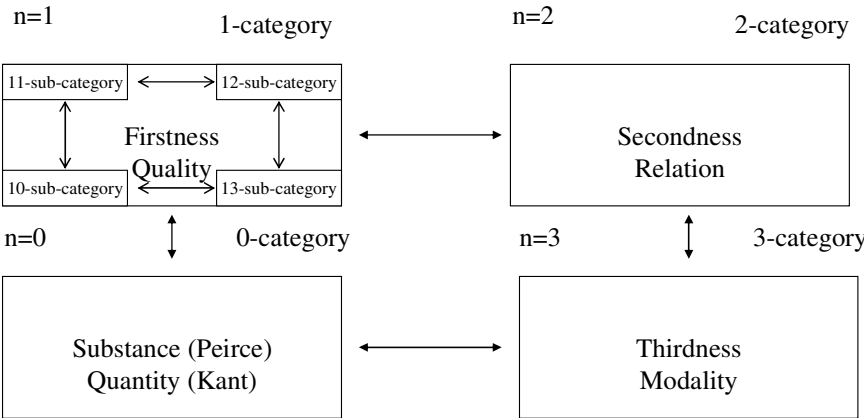 n=1
1-category
n=2
2-category
11-sub-category
12-sub-category
Firstness
Quality
10-sub-category
13-sub-category
Secondness
Relation
n=0
0-category
n=3
3-category
Substance (Peirce)
Quantity (Kant)
Thirdness
Modality